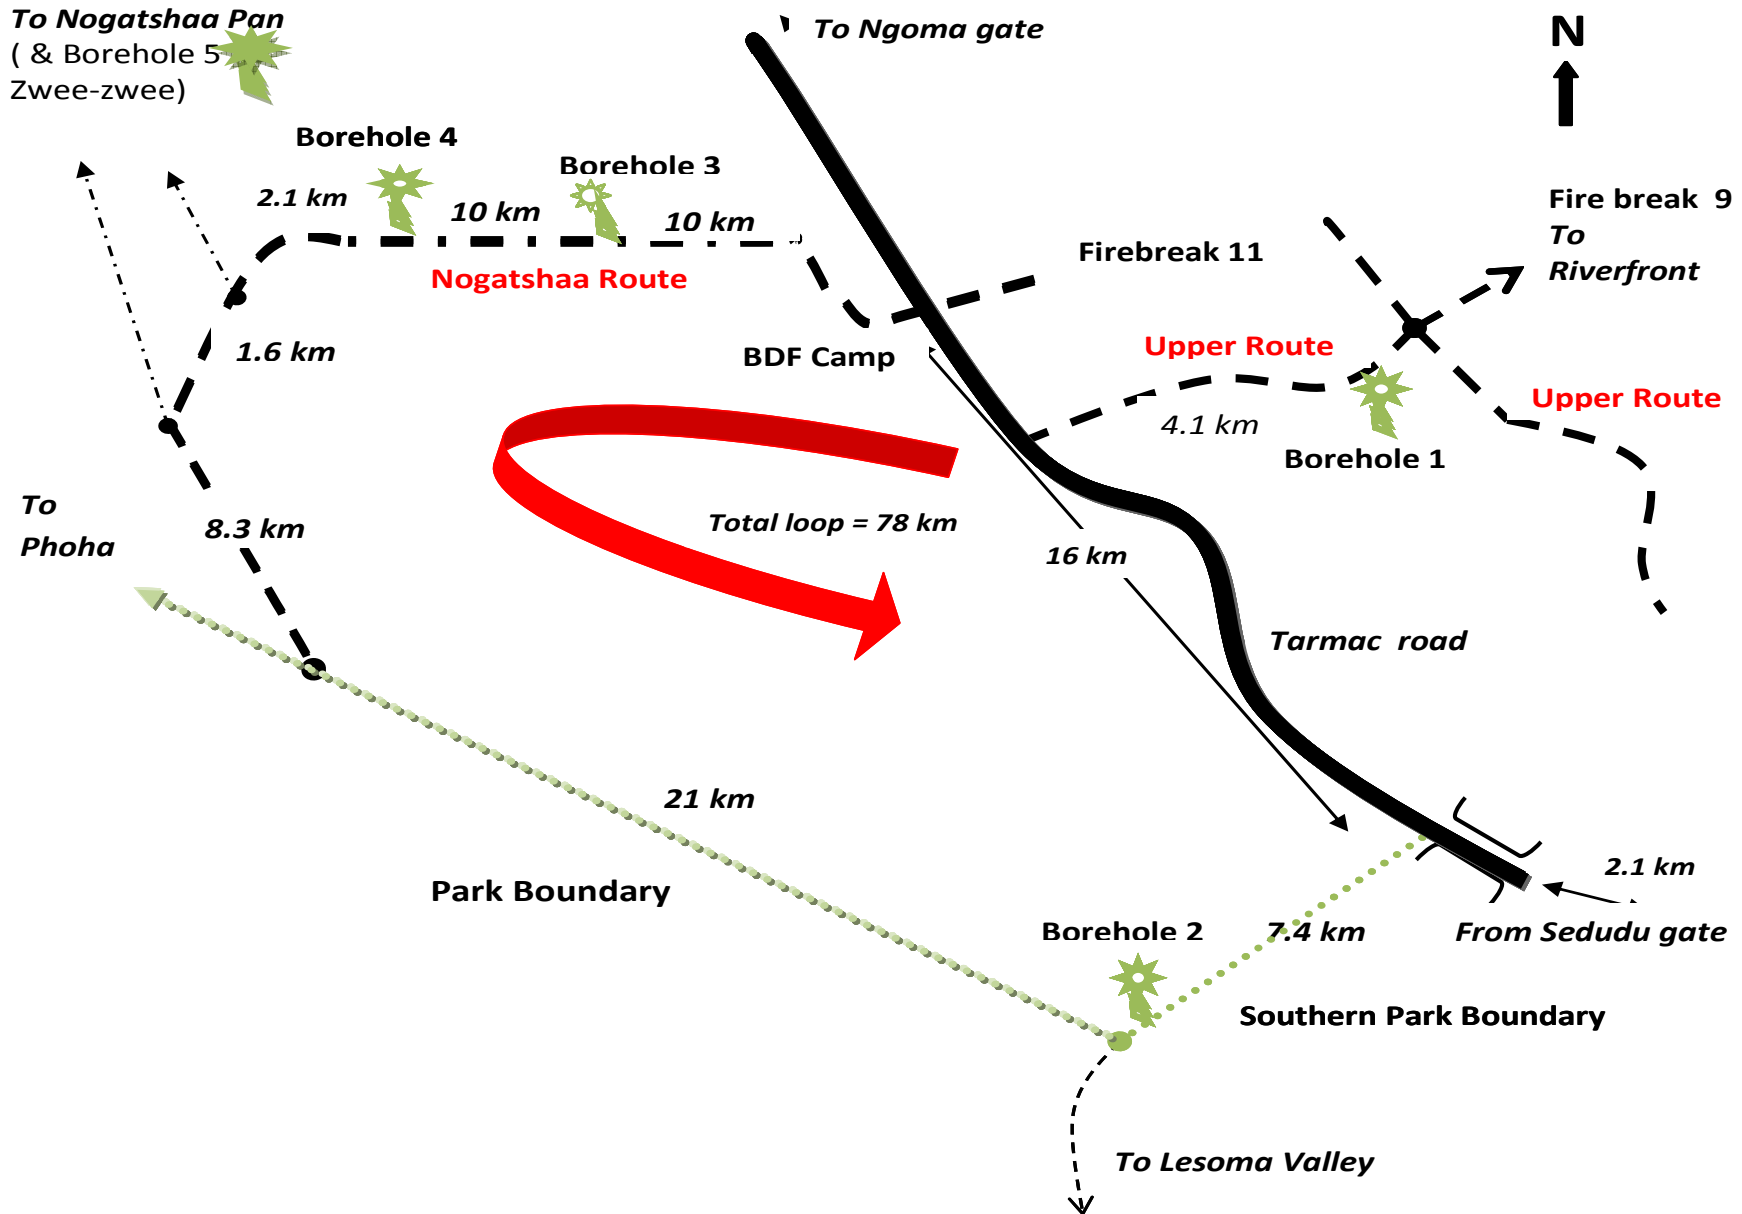 To Nogatshaa Pan
( & Borehole 5
Zwee-zwee)
To Ngoma gate
N
Borehole 4
Borehole 3
2.1 km
10 km
10 km
Nogatshaa Route
Fire break 9
To
Riverfront
Firebreak 11
1.6 km
BDF Camp
Upper Route
Upper Route
4.1 km
Borehole 1
To
Phoha
8.3 km
Total loop = 78 km
16 km
Tarmac road
21 km
Park Boundary
2.1 km
Borehole 2
7.4 km
From Sedudu gate
Southern Park Boundary
To Lesoma Valley